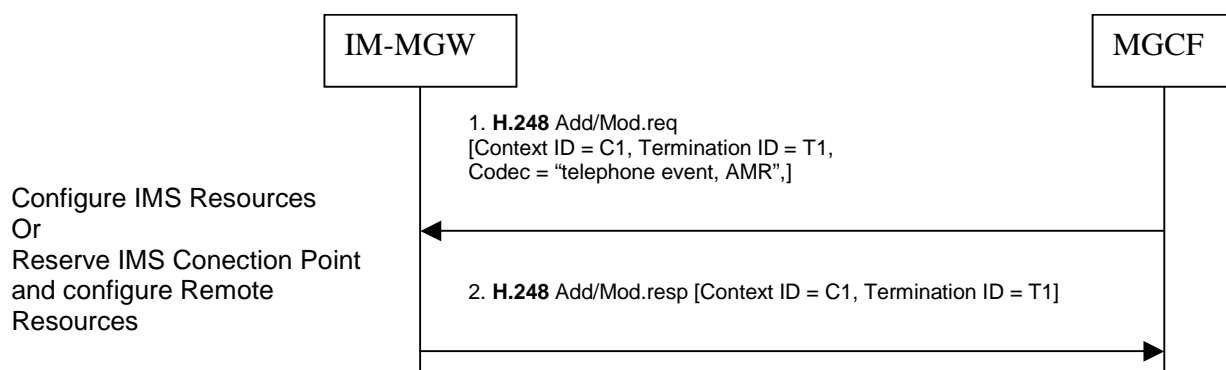 IM-MGW
MGCF
1. H.248 Add/Mod.req
[Context ID = C1, Termination ID = T1,
Codec = “telephone event, AMR”,]
Configure IMS Resources
Or
Reserve IMS Conection Point
and configure Remote
Resources
2. H.248 Add/Mod.resp [Context ID = C1, Termination ID = T1]